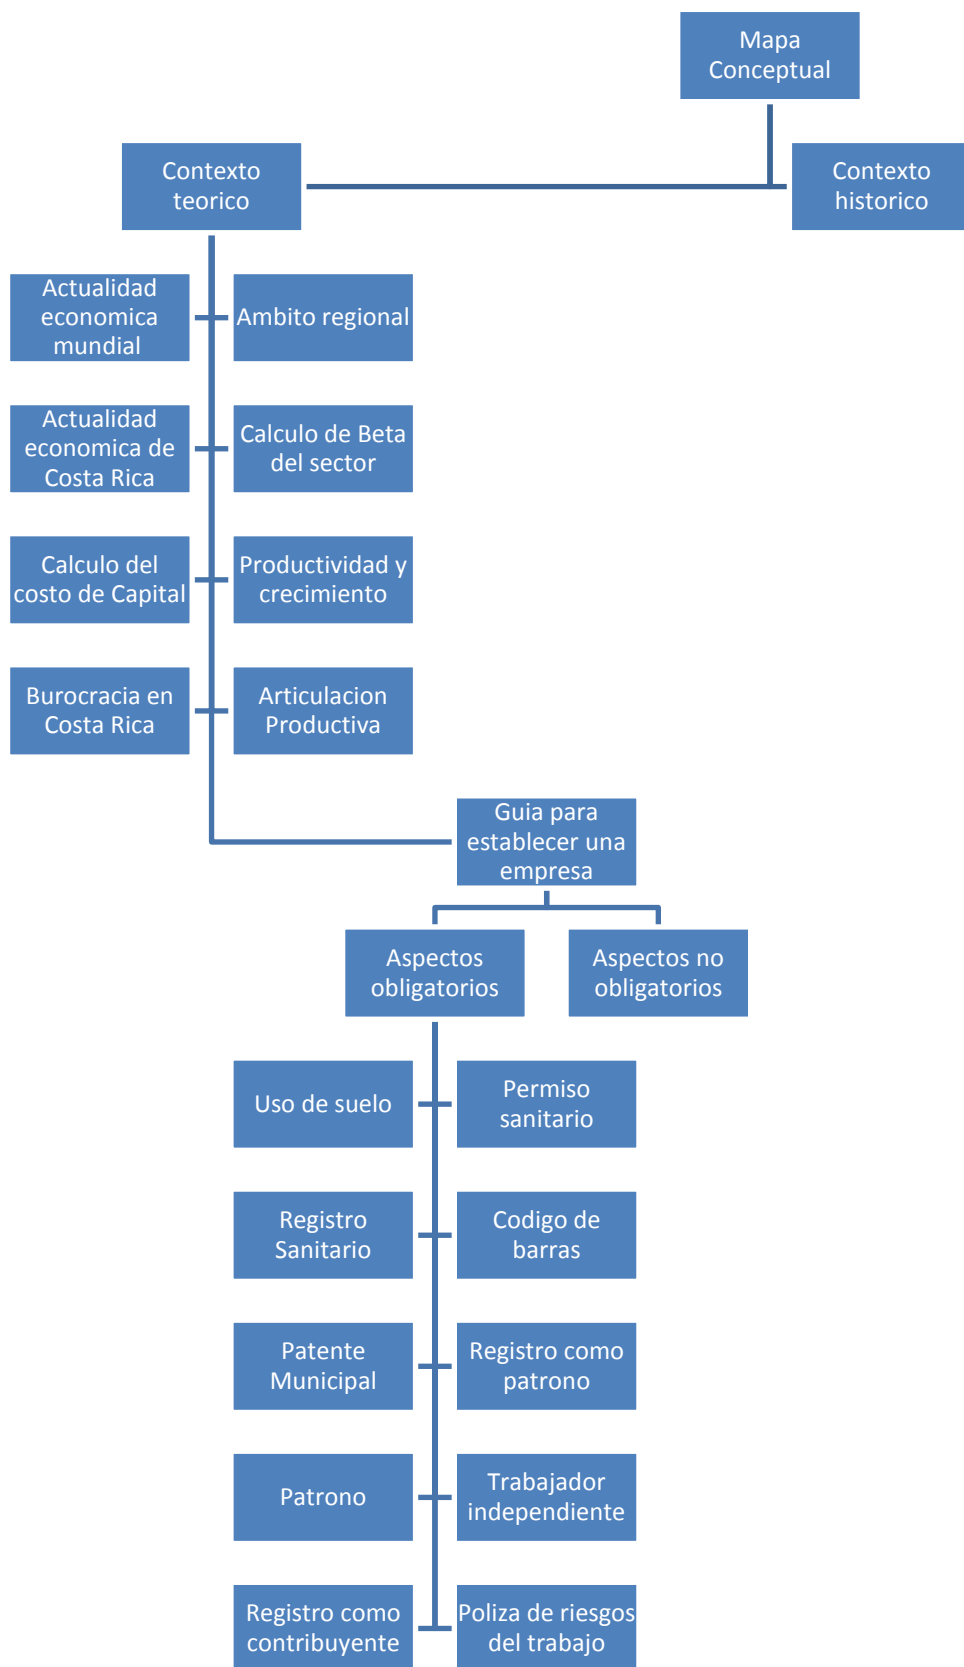 Mapa
Conceptual
Contexto
teorico
Contexto
historico
Actualidad
economica
mundial
Ambito regional
Actualidad
economica de
Costa Rica
Calculo de Beta
del sector
Calculo del
costo de Capital
Productividad y
crecimiento
Burocracia en
Costa Rica
Articulacion
Productiva
Guia para
establecer una
empresa
Aspectos
obligatorios
Aspectos no
obligatorios
Uso de suelo
Permiso
sanitario
Registro
Sanitario
Codigo de
barras
Patente
Municipal
Registro como
patrono
Patrono
Trabajador
independiente
Registro como
contribuyente
Poliza de riesgos
del trabajo